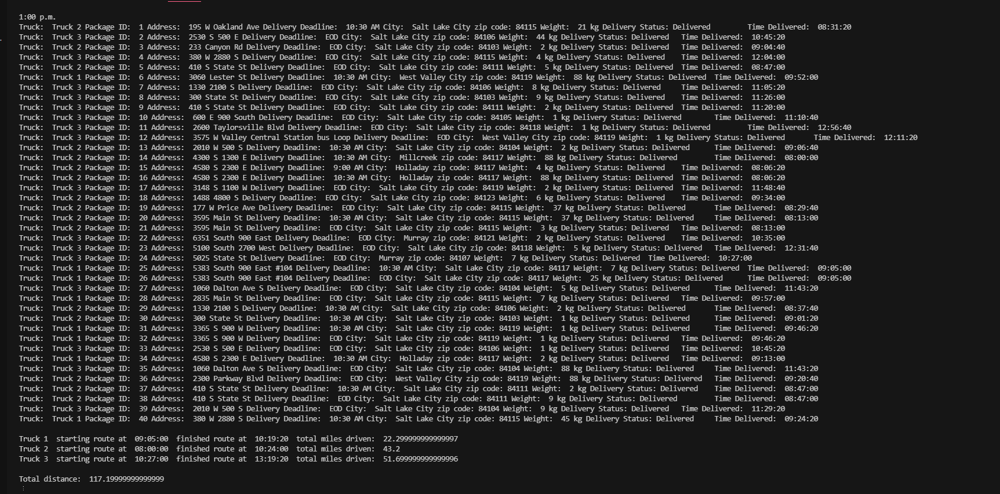 1:00 p.m.
Truck:  Truck 2 Package ID:  1 Address:  195 W Oakland Ave Delivery Deadline:  10:30 AM City:  Salt Lake City zip code: 84115 Weight:  21 kg Delivery Status: Delivered Time Delivered:  08:31:20
Truck:  Truck 3 Package ID:  2 Address:  2530 S 500 E Delivery Deadline:  EOD City:  Salt Lake City zip code: 84106 Weight:  44 kg Delivery Status: Delivered Time Delivered:  10:45:20
Truck:  Truck 2 Package ID:  3 Address:  233 Canyon Rd Delivery Deadline:  EOD City:  Salt Lake City zip code: 84103 Weight:  2 kg Delivery Status: Delivered Time Delivered:  09:04:40
Truck:  Truck 3 Package ID:  4 Address:  380 W 2880 S Delivery Deadline:  EOD City:  Salt Lake City zip code: 84115 Weight:  4 kg Delivery Status: Delivered Time Delivered:  12:04:00
Truck:  Truck 2 Package ID:  5 Address:  410 S State St Delivery Deadline:  EOD City:  Salt Lake City zip code: 84111 Weight:  5 kg Delivery Status: Delivered Time Delivered:  08:47:00
Truck:  Truck 1 Package ID:  6 Address:  3060 Lester St Delivery Deadline:  10:30 AM City:  West Valley City zip code: 84119 Weight:  88 kg Delivery Status: Delivered Time Delivered:  09:52:00
Truck:  Truck 3 Package ID:  7 Address:  1330 2100 S Delivery Deadline:  EOD City:  Salt Lake City zip code: 84106 Weight:  8 kg Delivery Status: Delivered Time Delivered:  11:05:20
Truck:  Truck 3 Package ID:  8 Address:  300 State St Delivery Deadline:  EOD City:  Salt Lake City zip code: 84103 Weight:  9 kg Delivery Status: Delivered Time Delivered:  11:26:00
Truck:  Truck 3 Package ID:  9 Address:  410 S State St Delivery Deadline:  EOD City:  Salt Lake City zip code: 84111 Weight:  2 kg Delivery Status: Delivered Time Delivered:  11:20:00
Truck:  Truck 3 Package ID:  10 Address:  600 E 900 South Delivery Deadline:  EOD City:  Salt Lake City zip code: 84105 Weight:  1 kg Delivery Status: Delivered Time Delivered:  11:10:40
Truck:  Truck 3 Package ID:  11 Address:  2600 Taylorsville Blvd Delivery Deadline:  EOD City:  Salt Lake City zip code: 84118 Weight:  1 kg Delivery Status: Delivered Time Delivered:  12:56:40
Truck:  Truck 3 Package ID:  12 Address:  3575 W Valley Central Station bus Loop Delivery Deadline:  EOD City:  West Valley City zip code: 84119 Weight:  1 kg Delivery Status: Delivered Time Delivered:  12:11:20
Truck:  Truck 2 Package ID:  13 Address:  2010 W 500 S Delivery Deadline:  10:30 AM City:  Salt Lake City zip code: 84104 Weight:  2 kg Delivery Status: Delivered Time Delivered:  09:06:40
Truck:  Truck 2 Package ID:  14 Address:  4300 S 1300 E Delivery Deadline:  10:30 AM City:  Millcreek zip code: 84117 Weight:  88 kg Delivery Status: Delivered Time Delivered:  08:00:00
Truck:  Truck 2 Package ID:  15 Address:  4580 S 2300 E Delivery Deadline:  9:00 AM City:  Holladay zip code: 84117 Weight:  4 kg Delivery Status: Delivered Time Delivered:  08:06:20
Truck:  Truck 2 Package ID:  16 Address:  4580 S 2300 E Delivery Deadline:  10:30 AM City:  Holladay zip code: 84117 Weight:  88 kg Delivery Status: Delivered Time Delivered:  08:06:20
Truck:  Truck 3 Package ID:  17 Address:  3148 S 1100 W Delivery Deadline:  EOD City:  Salt Lake City zip code: 84119 Weight:  2 kg Delivery Status: Delivered Time Delivered:  11:48:40
Truck:  Truck 2 Package ID:  18 Address:  1488 4800 S Delivery Deadline:  EOD City:  Salt Lake City zip code: 84123 Weight:  6 kg Delivery Status: Delivered Time Delivered:  09:34:00
Truck:  Truck 2 Package ID:  19 Address:  177 W Price Ave Delivery Deadline:  EOD City:  Salt Lake City zip code: 84115 Weight:  37 kg Delivery Status: Delivered Time Delivered:  08:29:40
Truck:  Truck 2 Package ID:  20 Address:  3595 Main St Delivery Deadline:  10:30 AM City:  Salt Lake City zip code: 84115 Weight:  37 kg Delivery Status: Delivered Time Delivered:  08:13:00
Truck:  Truck 2 Package ID:  21 Address:  3595 Main St Delivery Deadline:  EOD City:  Salt Lake City zip code: 84115 Weight:  3 kg Delivery Status: Delivered Time Delivered:  08:13:00
Truck:  Truck 3 Package ID:  22 Address:  6351 South 900 East Delivery Deadline:  EOD City:  Murray zip code: 84121 Weight:  2 kg Delivery Status: Delivered Time Delivered:  10:35:00
Truck:  Truck 3 Package ID:  23 Address:  5100 South 2700 West Delivery Deadline:  EOD City:  Salt Lake City zip code: 84118 Weight:  5 kg Delivery Status: Delivered Time Delivered:  12:31:40
Truck:  Truck 3 Package ID:  24 Address:  5025 State St Delivery Deadline:  EOD City:  Murray zip code: 84107 Weight:  7 kg Delivery Status: Delivered Time Delivered:  10:27:00
Truck:  Truck 1 Package ID:  25 Address:  5383 South 900 East #104 Delivery Deadline:  10:30 AM City:  Salt Lake City zip code: 84117 Weight:  7 kg Delivery Status: Delivered Time Delivered:  09:05:00
Truck:  Truck 1 Package ID:  26 Address:  5383 South 900 East #104 Delivery Deadline:  EOD City:  Salt Lake City zip code: 84117 Weight:  25 kg Delivery Status: Delivered Time Delivered:  09:05:00
Truck:  Truck 3 Package ID:  27 Address:  1060 Dalton Ave S Delivery Deadline:  EOD City:  Salt Lake City zip code: 84104 Weight:  5 kg Delivery Status: Delivered Time Delivered:  11:43:20
Truck:  Truck 1 Package ID:  28 Address:  2835 Main St Delivery Deadline:  EOD City:  Salt Lake City zip code: 84115 Weight:  7 kg Delivery Status: Delivered Time Delivered:  09:57:00
Truck:  Truck 2 Package ID:  29 Address:  1330 2100 S Delivery Deadline:  10:30 AM City:  Salt Lake City zip code: 84106 Weight:  2 kg Delivery Status: Delivered Time Delivered:  08:37:40
Truck:  Truck 2 Package ID:  30 Address:  300 State St Delivery Deadline:  10:30 AM City:  Salt Lake City zip code: 84103 Weight:  1 kg Delivery Status: Delivered Time Delivered:  09:01:20
Truck:  Truck 1 Package ID:  31 Address:  3365 S 900 W Delivery Deadline:  10:30 AM City:  Salt Lake City zip code: 84119 Weight:  1 kg Delivery Status: Delivered Time Delivered:  09:46:20
Truck:  Truck 1 Package ID:  32 Address:  3365 S 900 W Delivery Deadline:  EOD City:  Salt Lake City zip code: 84119 Weight:  1 kg Delivery Status: Delivered Time Delivered:  09:46:20
Truck:  Truck 3 Package ID:  33 Address:  2530 S 500 E Delivery Deadline:  EOD City:  Salt Lake City zip code: 84106 Weight:  1 kg Delivery Status: Delivered Time Delivered:  10:45:20
Truck:  Truck 1 Package ID:  34 Address:  4580 S 2300 E Delivery Deadline:  10:30 AM City:  Holladay zip code: 84117 Weight:  2 kg Delivery Status: Delivered Time Delivered:  09:13:00
Truck:  Truck 3 Package ID:  35 Address:  1060 Dalton Ave S Delivery Deadline:  EOD City:  Salt Lake City zip code: 84104 Weight:  88 kg Delivery Status: Delivered Time Delivered:  11:43:20
Truck:  Truck 2 Package ID:  36 Address:  2300 Parkway Blvd Delivery Deadline:  EOD City:  West Valley City zip code: 84119 Weight:  88 kg Delivery Status: Delivered Time Delivered:  09:20:40
Truck:  Truck 2 Package ID:  37 Address:  410 S State St Delivery Deadline:  10:30 AM City:  Salt Lake City zip code: 84111 Weight:  2 kg Delivery Status: Delivered Time Delivered:  08:47:00
Truck:  Truck 2 Package ID:  38 Address:  410 S State St Delivery Deadline:  EOD City:  Salt Lake City zip code: 84111 Weight:  9 kg Delivery Status: Delivered Time Delivered:  08:47:00
Truck:  Truck 3 Package ID:  39 Address:  2010 W 500 S Delivery Deadline:  EOD City:  Salt Lake City zip code: 84104 Weight:  9 kg Delivery Status: Delivered Time Delivered:  11:29:20
Truck:  Truck 1 Package ID:  40 Address:  380 W 2880 S Delivery Deadline:  10:30 AM City:  Salt Lake City zip code: 84115 Weight:  45 kg Delivery Status: Delivered Time Delivered:  09:24:20
Truck 1  starting route at  09:05:00  finished route at  10:19:20  total miles driven:  22.299999999999997
Truck 2  starting route at  08:00:00  finished route at  10:24:00  total miles driven:  43.2
Truck 3  starting route at  10:27:00  finished route at  13:19:20  total miles driven:  51.699999999999996
Total distance:  117.19999999999999